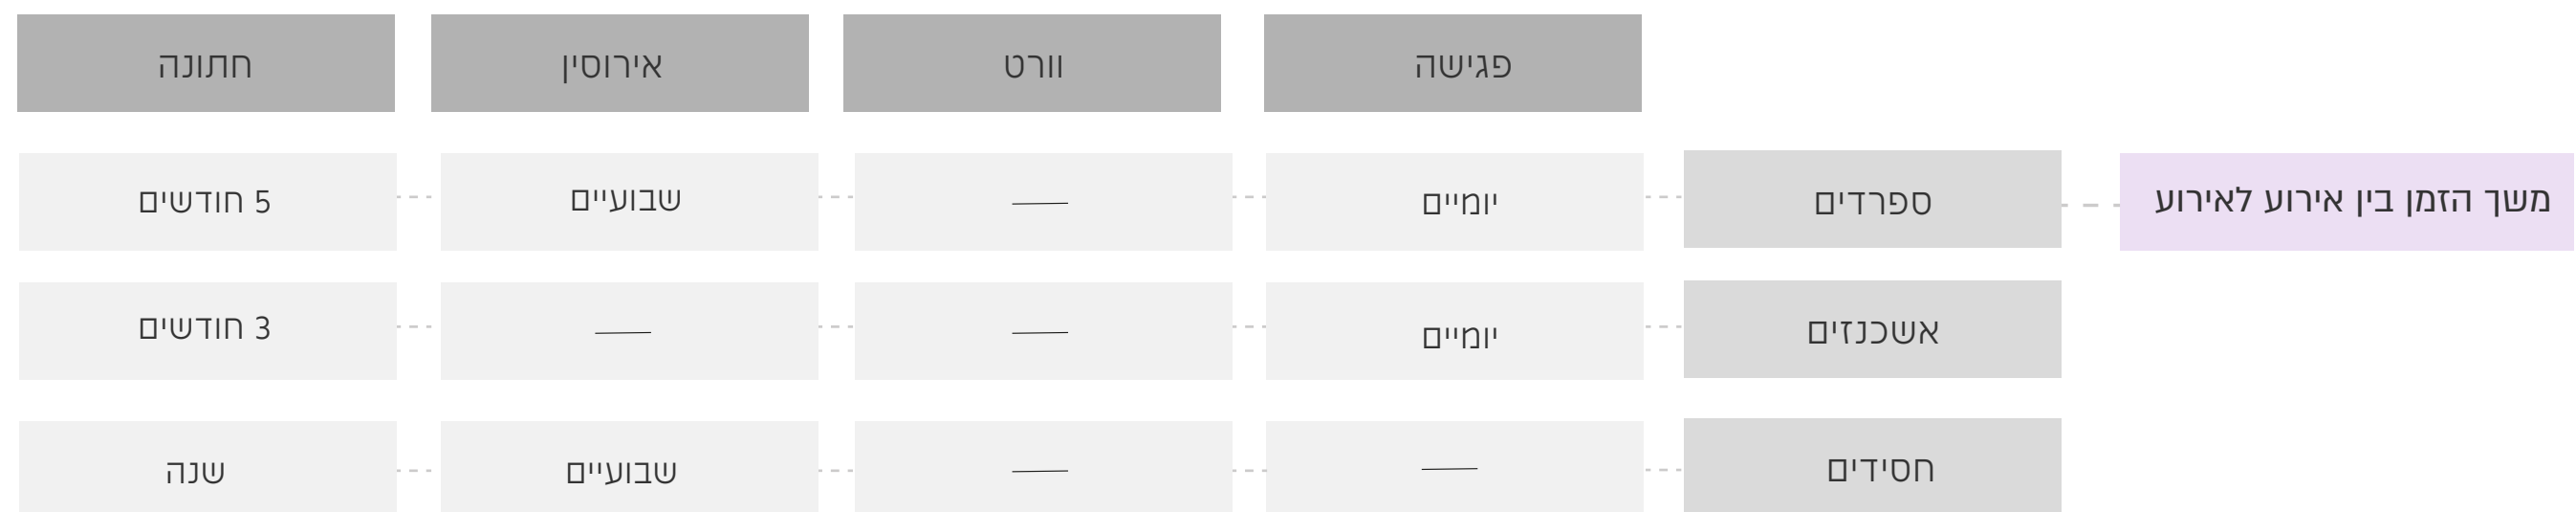 פגישה
וורט
אירוסין
חתונה
משך הזמן בין אירוע לאירוע
ספרדים
יומיים
—
שבועיים
5 חודשים
אשכנזים
יומיים
—
—
3 חודשים
חסידים
—
—
שבועיים
שנה